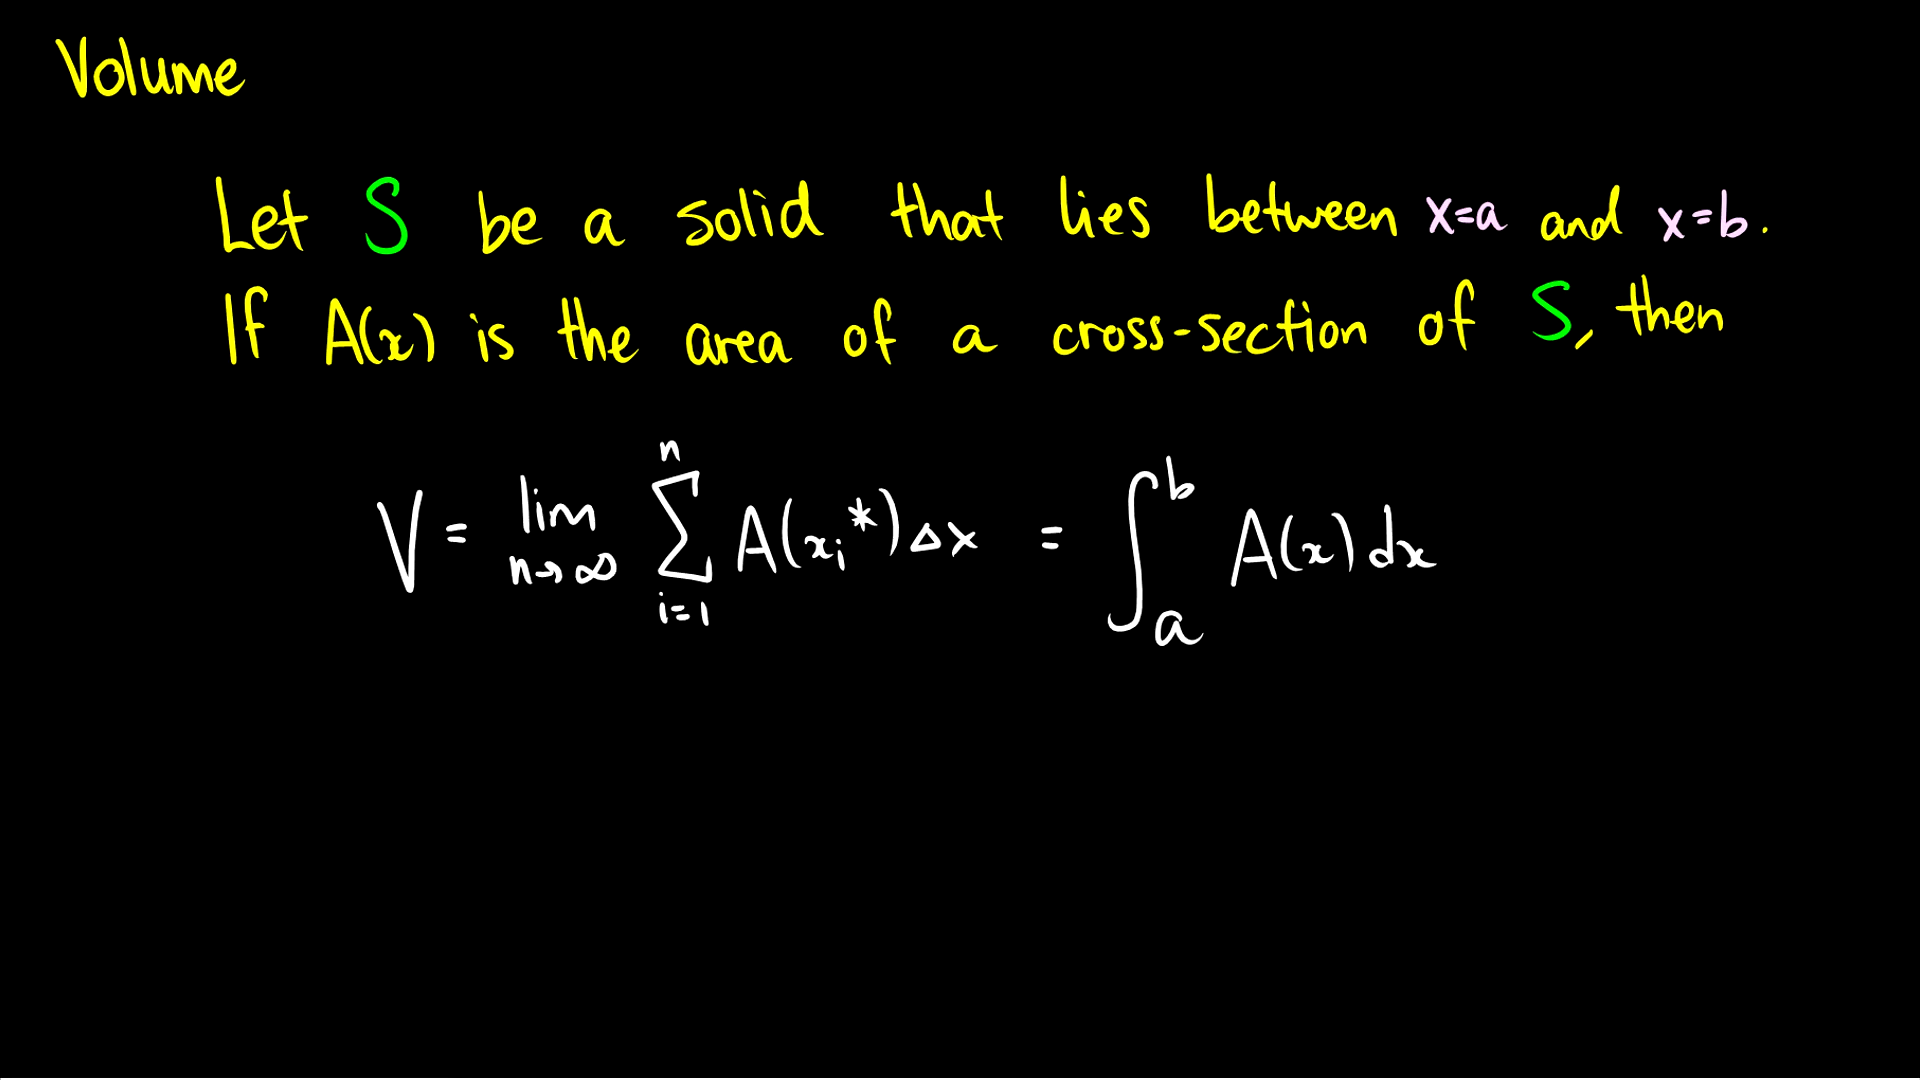 Volume
Let S be a solid that lies between x=a and x=b.
If A(x) is the area of a cross-section of S, then
V = lim n→∞ n Σ i=1 A(xᵢ*)Δx = ∫ₐᵇ A(x)dx